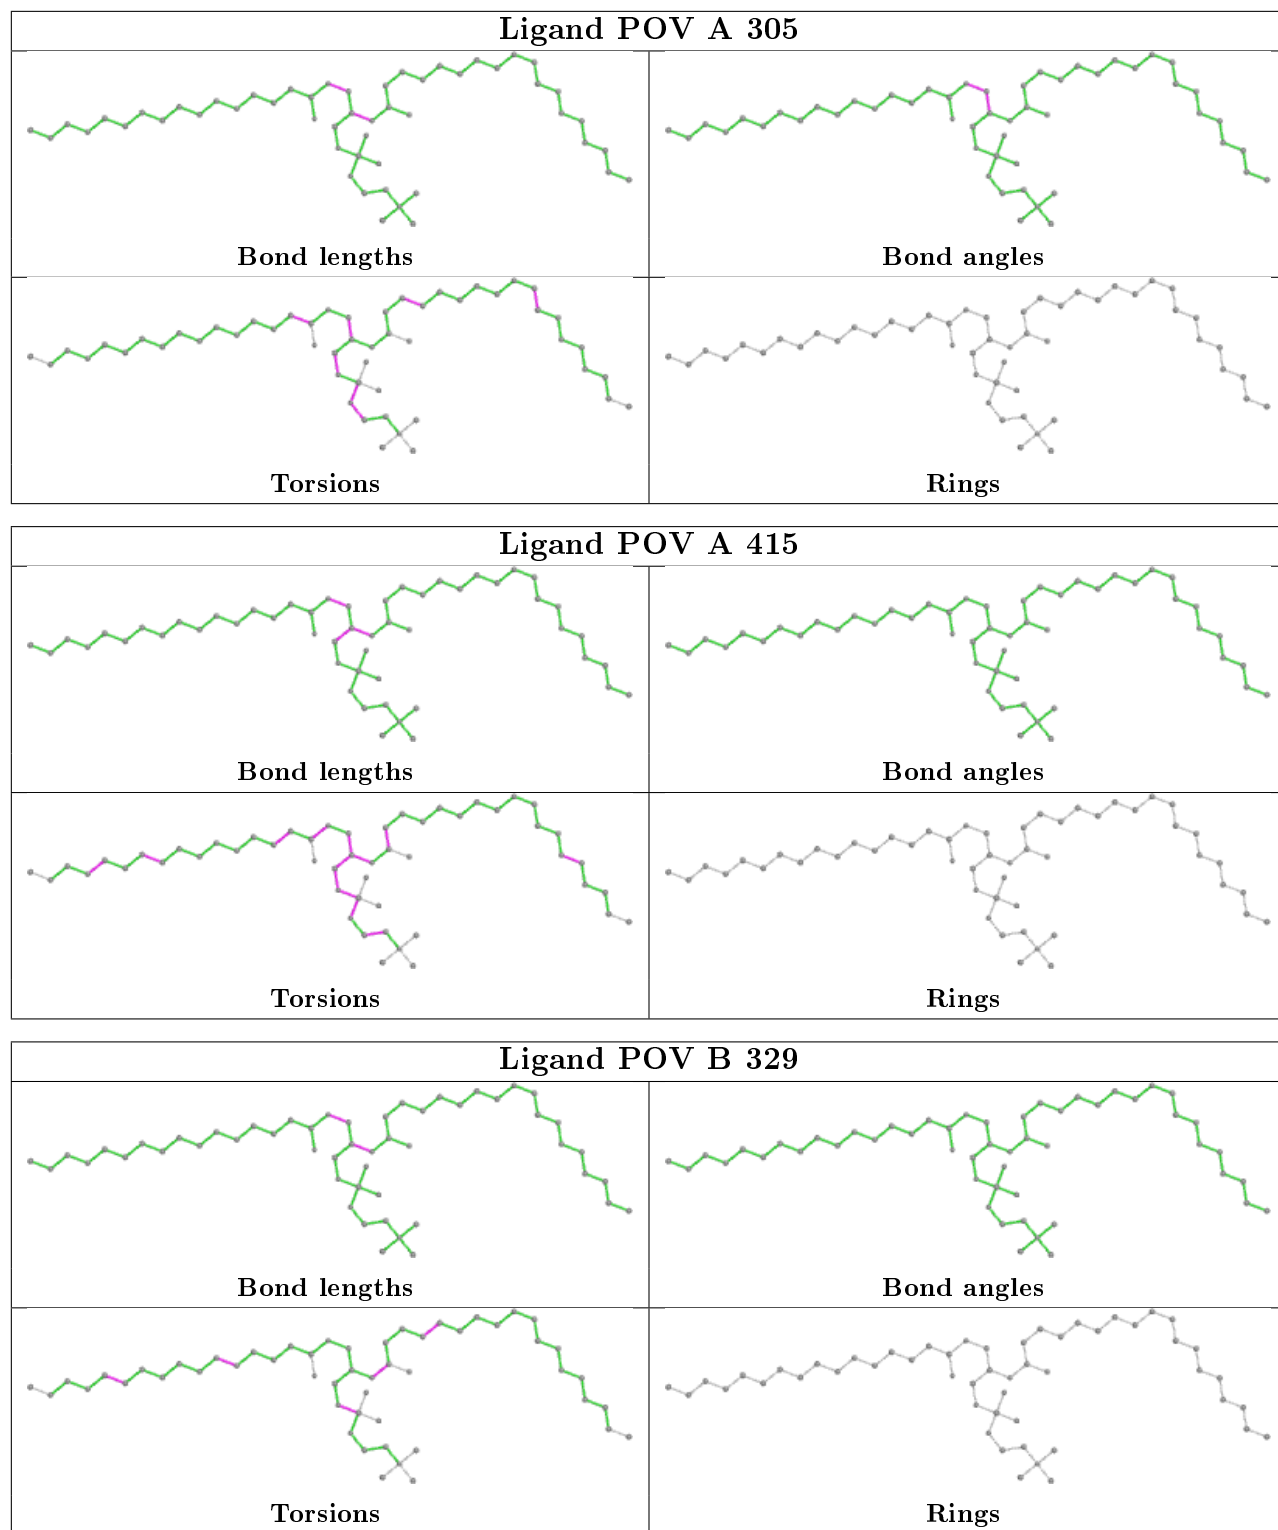 Ligand POV A 305
Bond lengths
Bond angles
Torsions
Rings
Ligand POV A 415
Bond lengths
Bond angles
Torsions
Rings
Ligand POV B 329
Bond lengths
Bond angles
Torsions
Rings